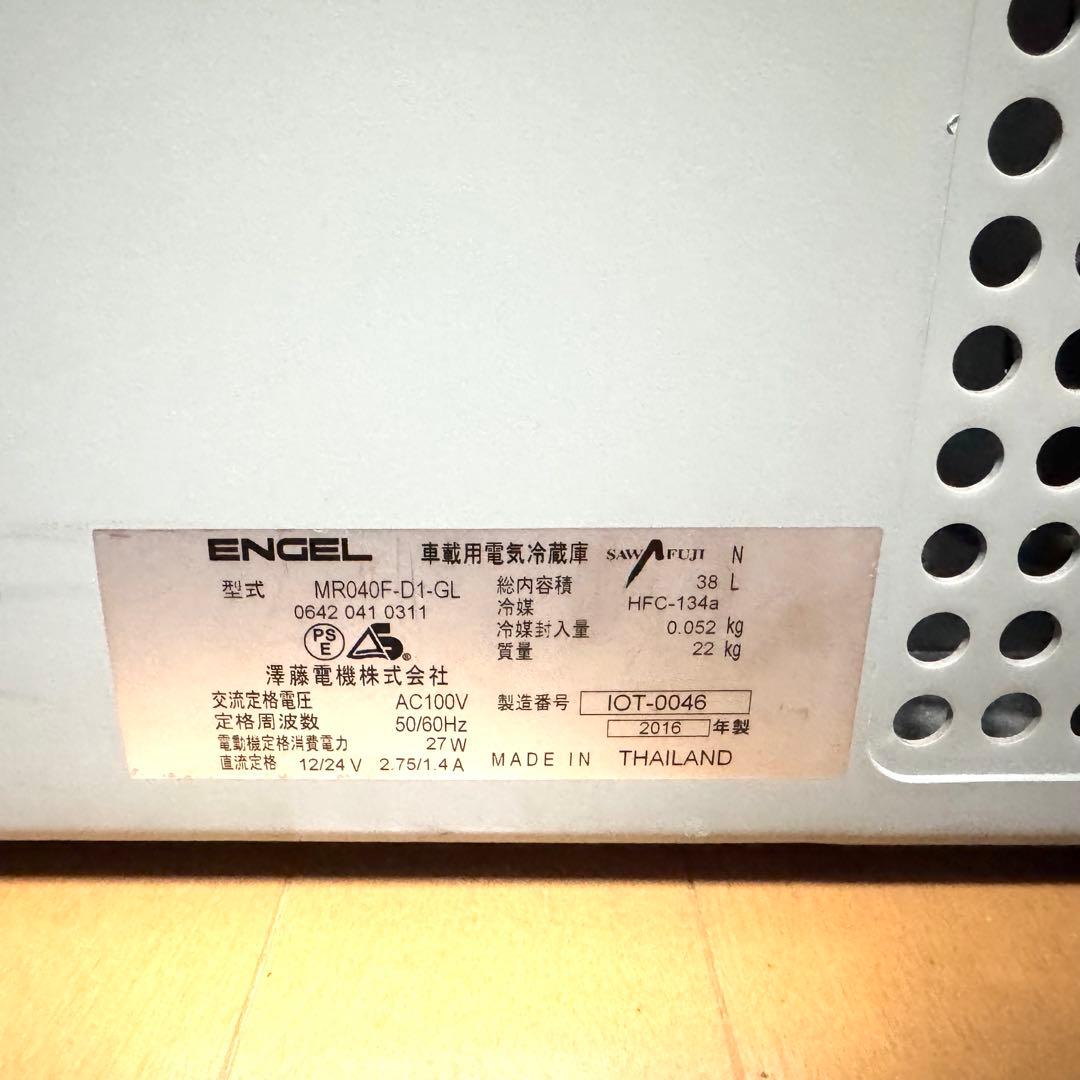 ENGEL 車載用電気冷蔵庫 SAWAFUJI N
型式 MR040F-D1-GL
0642 041 0311
PS
E
S ®
澤藤電機株式会社
総内容積 38 L
冷媒 HFC-134a
冷媒封入量 0.052 kg
質量 22 kg
交流定格電圧 AC100V
定格周波数 50/60Hz
電動機定格消費電力 27W
直流定格 12/24V 2.75/1.4A
製造番号 IOT-0046
2016 年製
MADE IN THAILAND